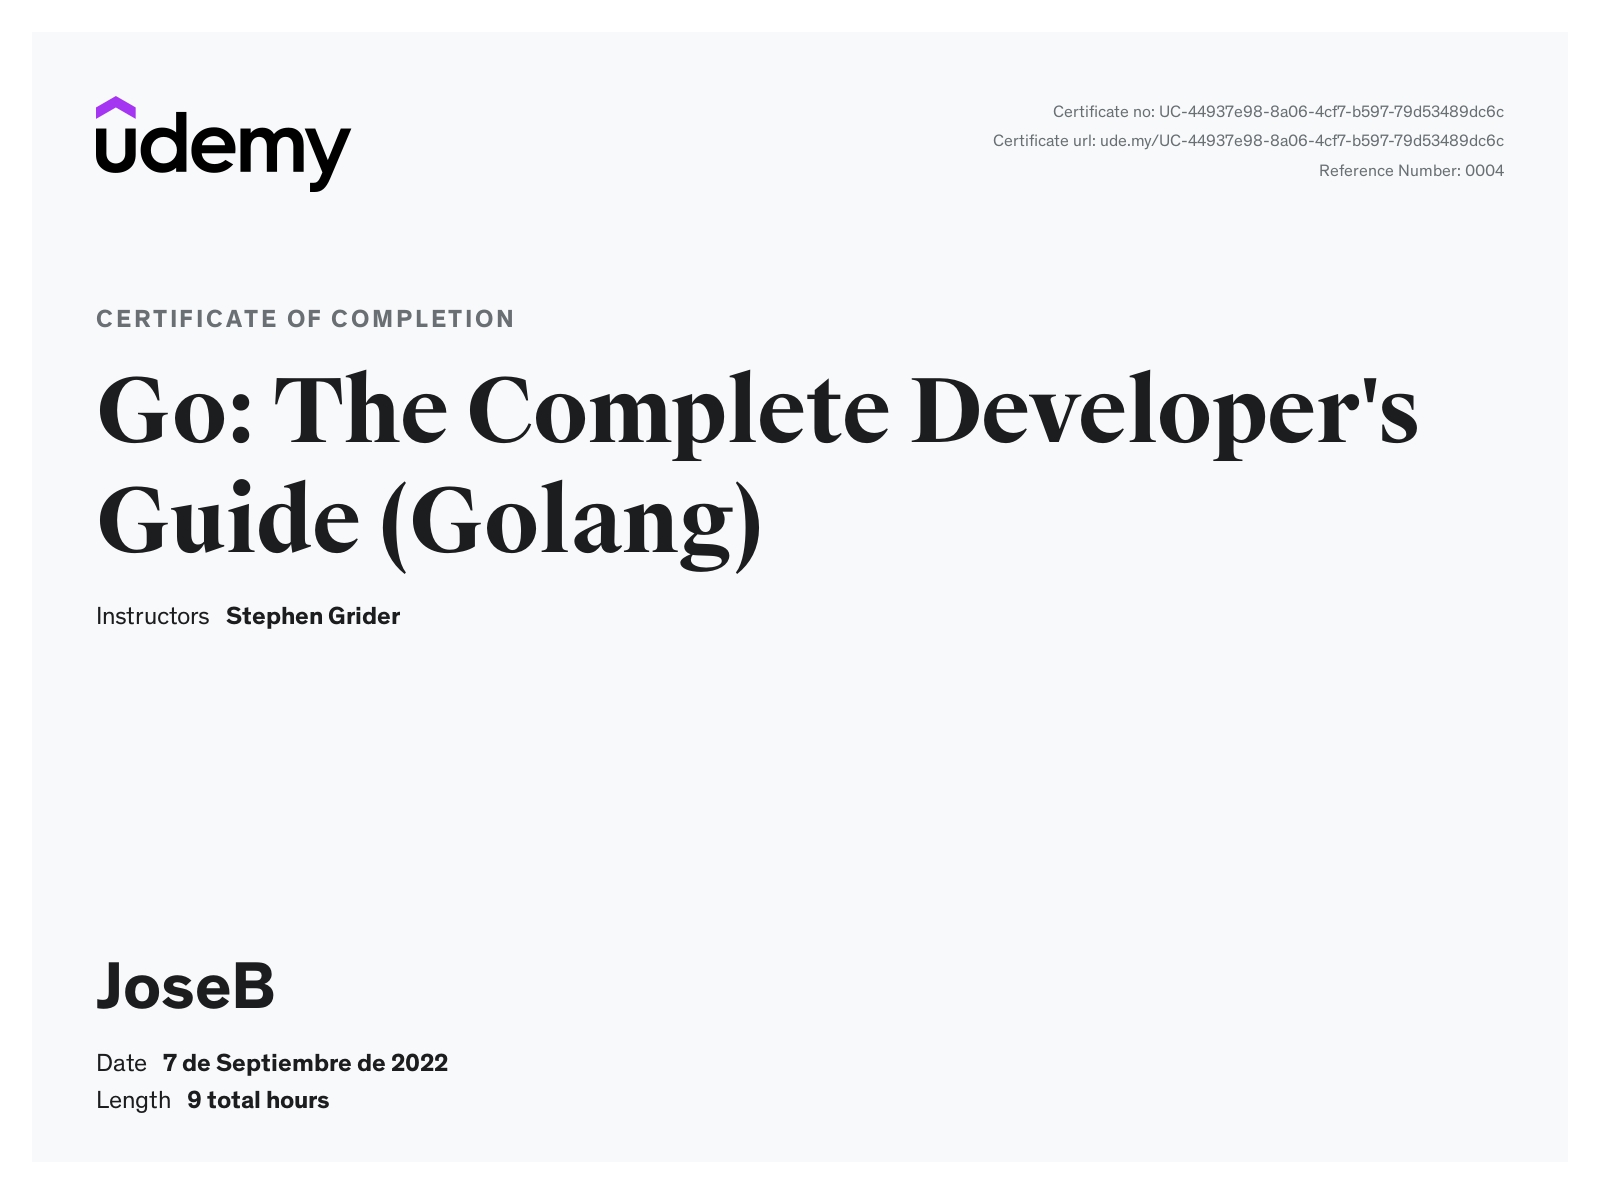 udemy
Certificate no: UC-44937e98-8a06-4cf7-b597-79d53489dc6c
Certificate url: ude.my/UC-44937e98-8a06-4cf7-b597-79d53489dc6c
Reference Number: 0004
CERTIFICATE OF COMPLETION
Go: The Complete Developer's
Guide (Golang)
Instructors Stephen Grider
JoseB
Date 7 de Septiembre de 2022
Length 9 total hours